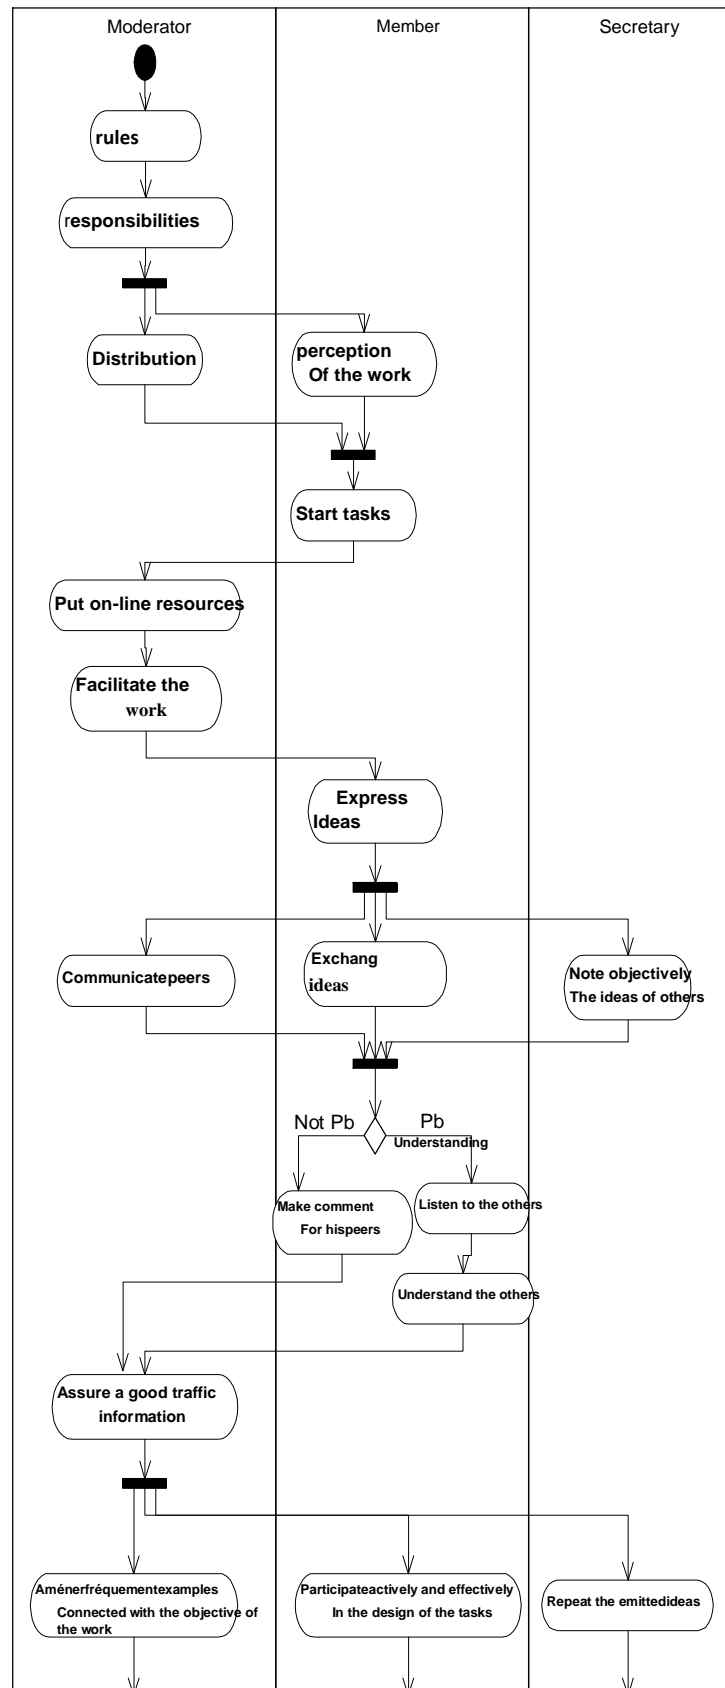 Moderator
Member
Secretary
rules
responsibilities
Distribution
perception
Of the work
Start tasks
Put on-line resources
Facilitate the
work
Express
Ideas
Communicatepeers
Exchang
ideas
Note objectively
The ideas of others
Not Pb
Pb
Understanding
Make comment
For hispeers
Listen to the others
Understand the others
Assure a good traffic
information
Aménerfréquementexamples
Connected with the objective of
the work
Participateactively and effectively
In the design of the tasks
Repeat the emittedideas